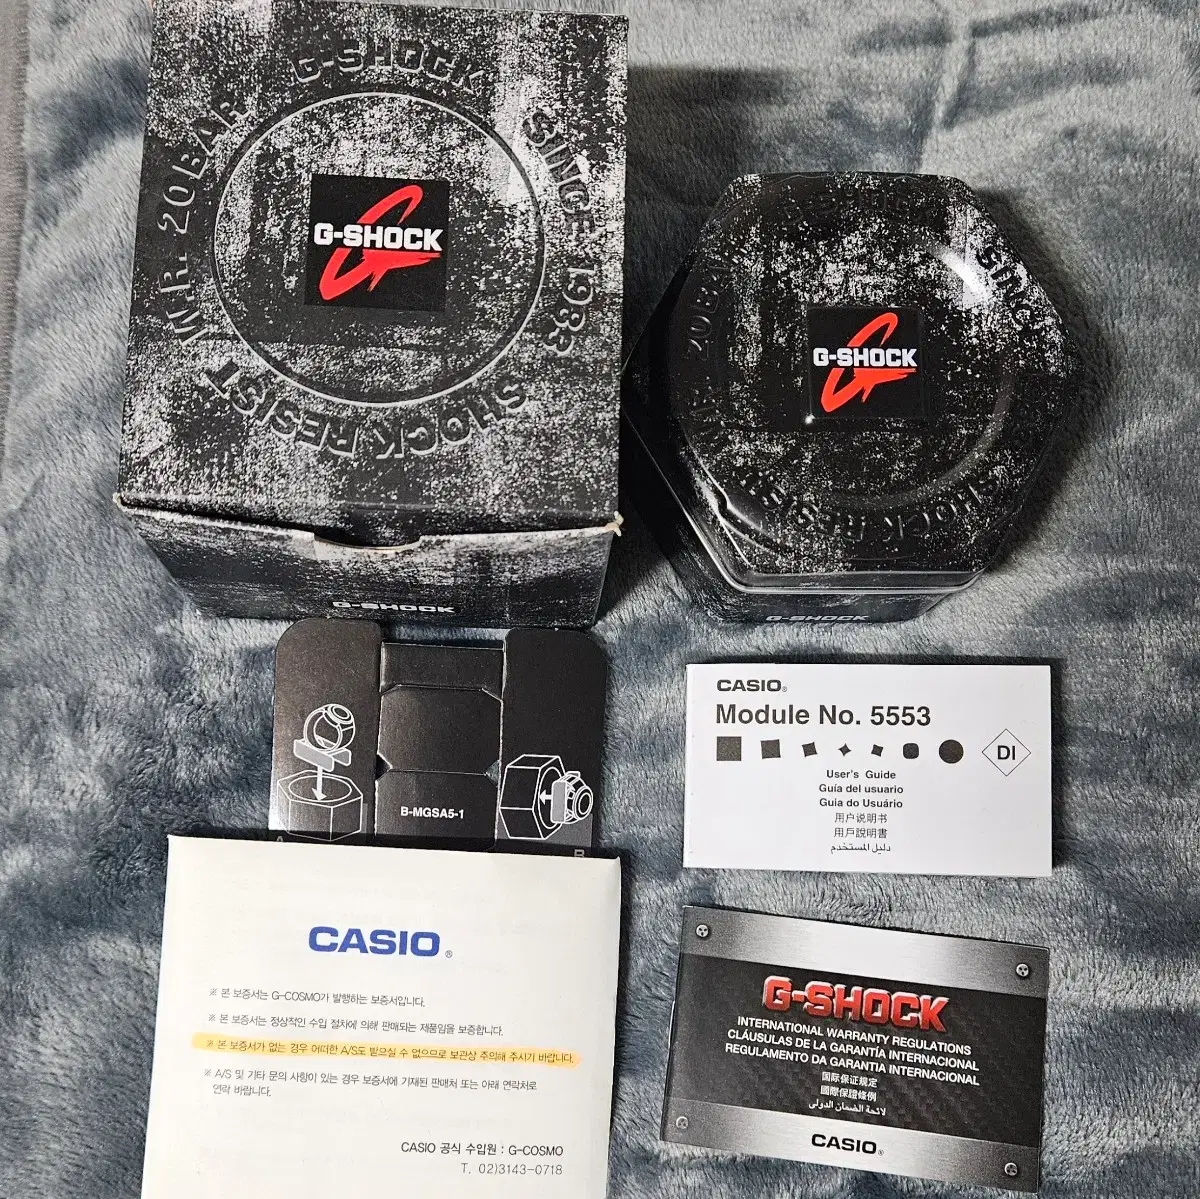 G-SHOCK
SINCE 1983
SHOCK RESIST
W.R. 20BAR
G-SHOCK
G-SHOCK
SHOCK RESIST
G-SHOCK
G-SHOCK
B-MGSA5-1
A
B
CASIO®
Module No. 5553
DI
User's Guide
Guía del usuario
Guia do Usuário
用户说明书
用戶說明書
دليل المستخدم
CASIO®
※ 본 보증서는 G-COSMO가 발행하는 보증서입니다.
※ 본 보증서는 정상적인 수입 절차에 의해 판매되는 제품임을 보증합니다.
※ 본 보증서가 없는 경우 어떠한 A/S도 받으실 수 없으므로 보관상 주의해 주시기 바랍니다.
※ A/S 및 기타 문의 사항이 있는 경우 보증서에 기재된 판매처 또는 아래 연락처로
연락 바랍니다.
CASIO 공식 수입원 : G-COSMO
T. 02)3143-0718
G-SHOCK
INTERNATIONAL WARRANTY REGULATIONS
CLÁUSULAS DE LA GARANTÍA INTERNACIONAL
REGULAMENTO DA GARANTIA INTERNACIONAL
国际保证规定
國際保證條例
لائحة الضمان الدولى
CASIO®